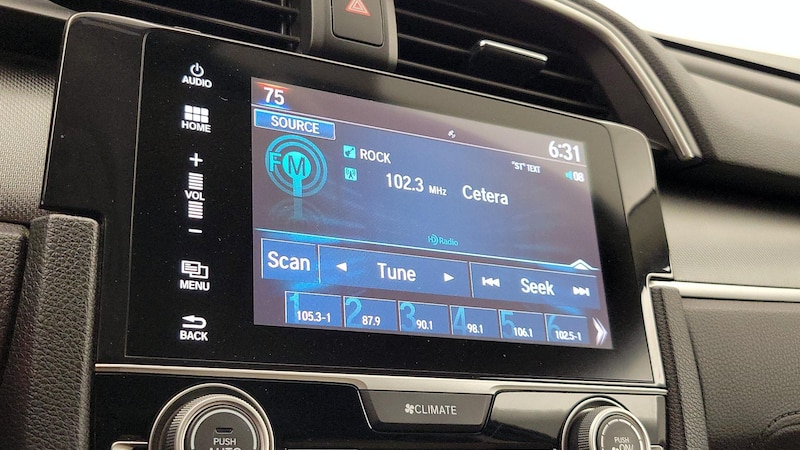 AUDIO
HOME
+
VOL
−
MENU
BACK
75
SOURCE
6:31
FM
ROCK
"ST" TEXT
08
102.3 MHz Cetera
HD Radio
Scan
Tune
Seek
1 105.3-1
2 87.9
3 90.1
4 98.1
5 106.1
6 102.5-1
CLIMATE
PUSH
AUTO
PUSH
ON/